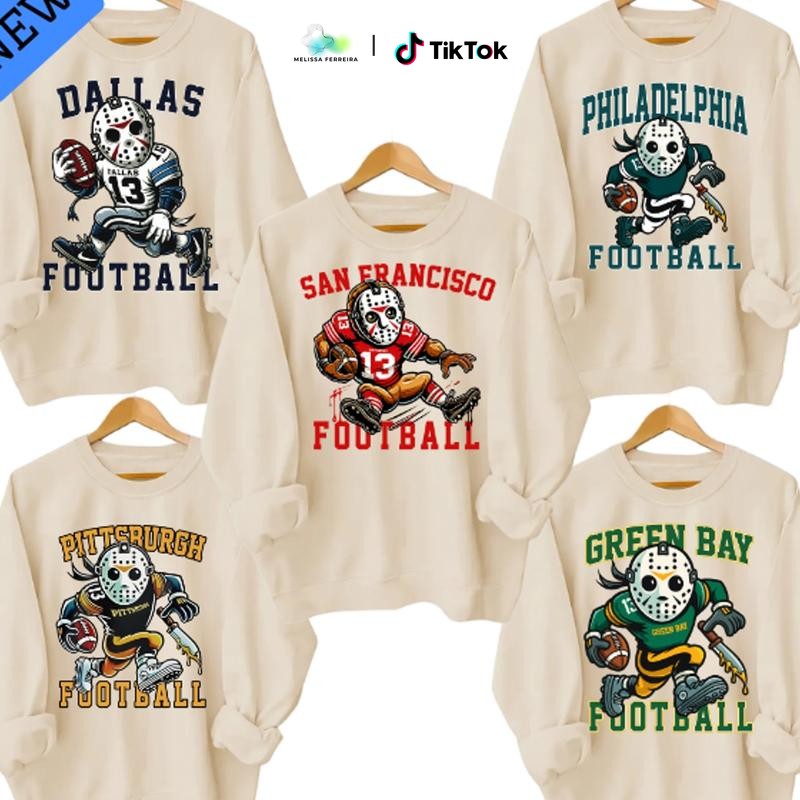 NEW
MELISSA FERREIRA
TikTok
DALLAS
DALLAS
13
FOOTBALL
PHILADELPHIA
FOOTBALL
SAN FRANCISCO
13
13
13
FOOTBALL
PITTSBURGH
FOOTBALL
GREEN BAY
13
GREEN BAY
FOOTBALL